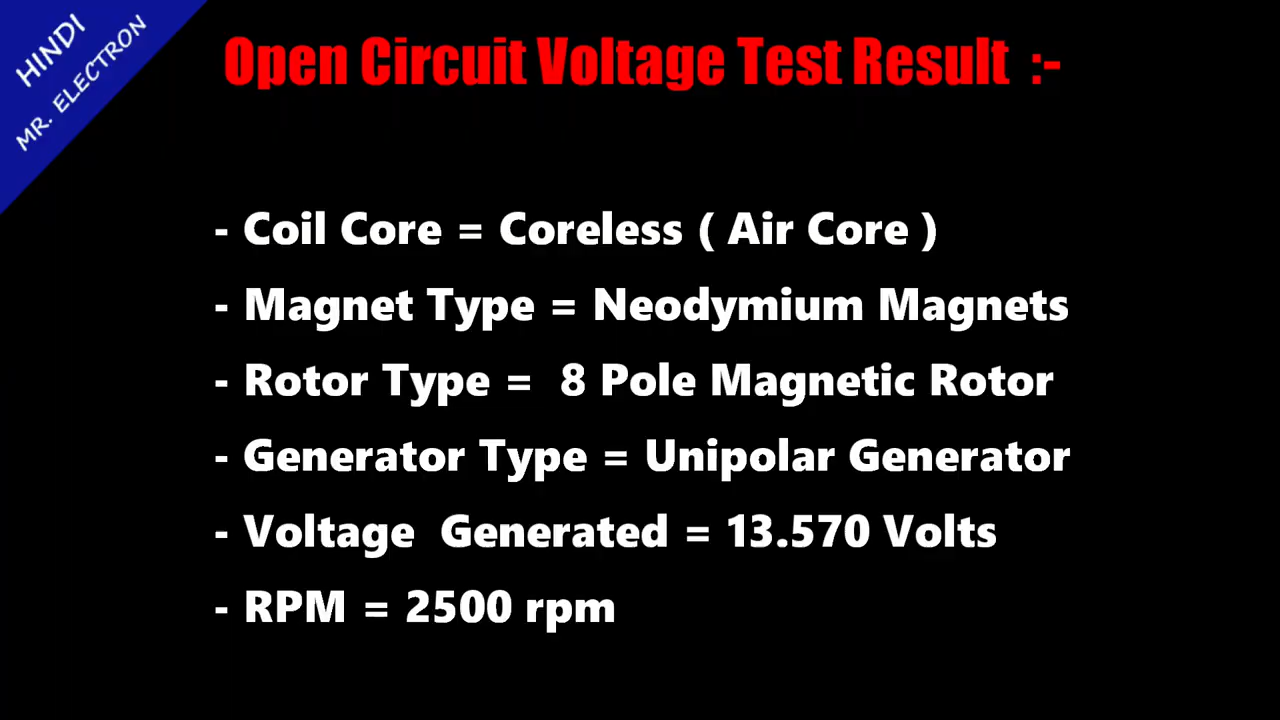 HINDI
MR. ELECTRON
Open Circuit Voltage Test Result :-
- Coil Core = Coreless ( Air Core )
- Magnet Type = Neodymium Magnets
- Rotor Type = 8 Pole Magnetic Rotor
- Generator Type = Unipolar Generator
- Voltage Generated = 13.570 Volts
- RPM = 2500 rpm